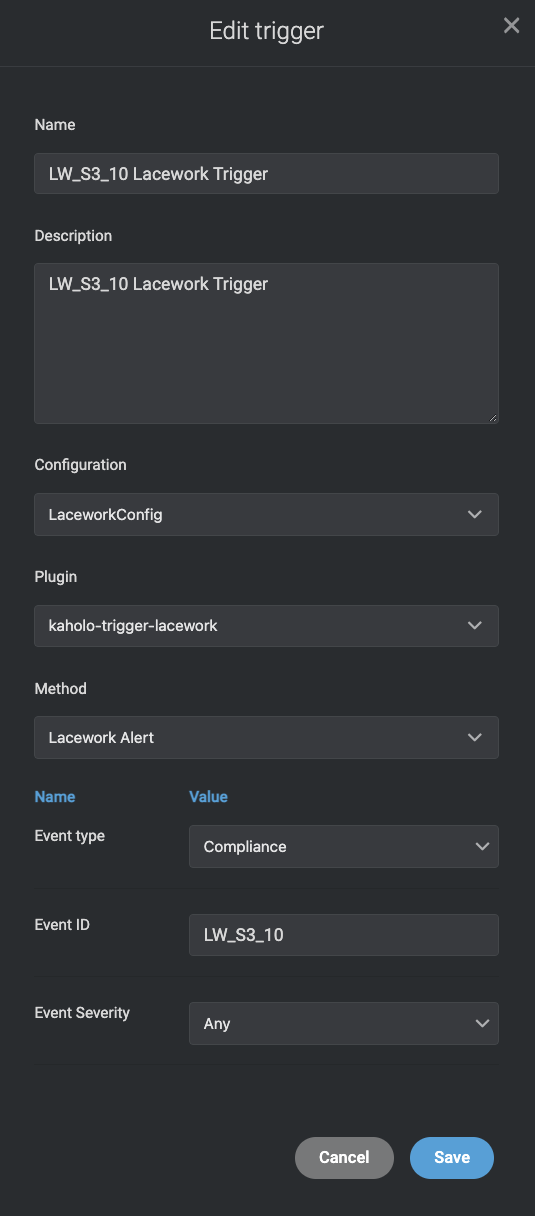 Edit trigger
Name
LW_S3_10 Lacework Trigger
Description
LW_S3_10 Lacework Trigger
Configuration
LaceworkConfig
Plugin
kaholo-trigger-lacework
Method
Lacework Alert
Name Value
Event type Compliance
Event ID LW_S3_10
Event Severity Any
Cancel Save